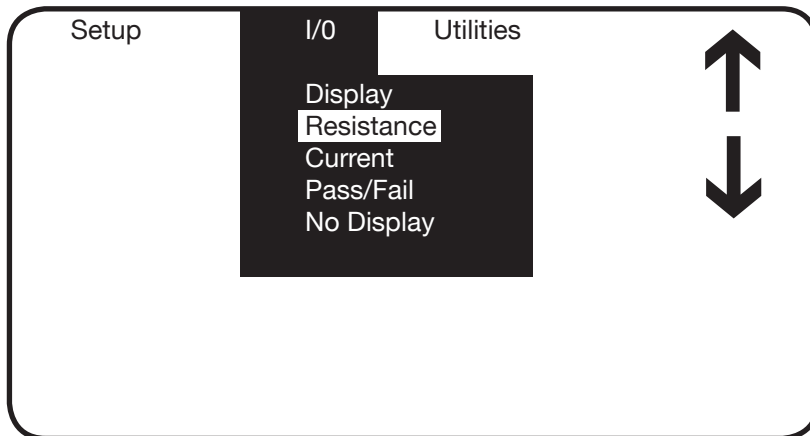 Setup I/0 Utilities
Display
Resistance
Current
Pass/Fail
No Display